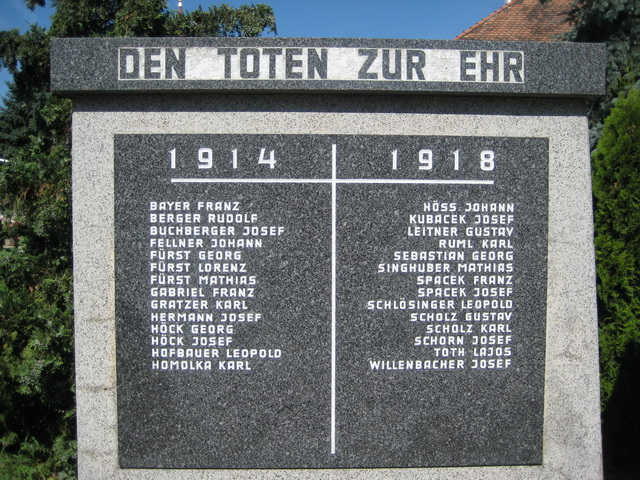 DEN TOTEN ZUR EHR
1914 1918
BAYER FRANZ
BERGER RUDOLF
BUCHBERGER JOSEF
FELLNER JOHANN
FÜRST GEORG
FÜRST LORENZ
FÜRST MATHIAS
GABRIEL FRANZ
GRATZER KARL
HERMANN JOSEF
HÖCK GEORG
HÖCK JOSEF
HOFBAUER LEOPOLD
HOMOLKA KARL
HÖSS JOHANN
KUBACEK JOSEF
LEITNER GUSTAV
RUML KARL
SEBASTIAN GEORG
SINGHUBER MATHIAS
SPACEK FRANZ
SPACEK JOSEF
SCHLÖSINGER LEOPOLD
SCHOLZ GUSTAV
SCHOLZ KARL
SCHORN JOSEF
TOTH LAJOS
WILLENBACHER JOSEF